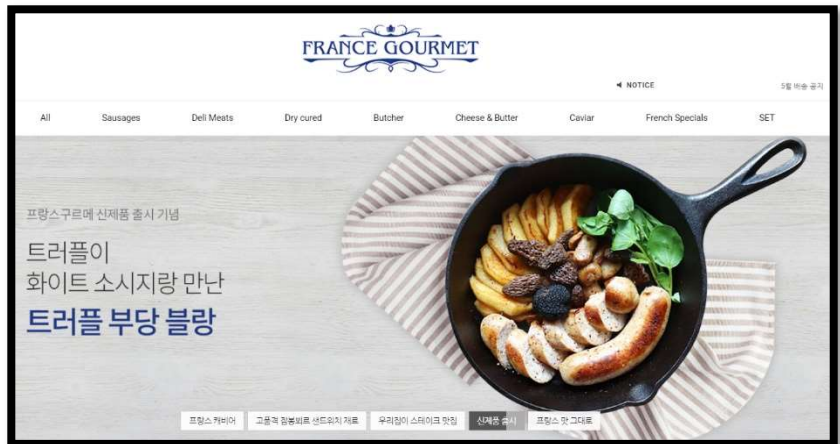 FRANCE GOURMET
NOTICE
5월 배송 공지
All Sausages Deli Meats Dry cured Butcher Cheese & Butter Caviar French Specials SET
프랑스구르메 신제품 출시 기념
트러플이
화이트 소시지랑 만난
트러플 부당 블랑
프랑스 캐비어 고품격 잠봉뵈르 샌드위치 재료 우리집이 스테이크 맛집 신제품 출시 프랑스 맛 그대로